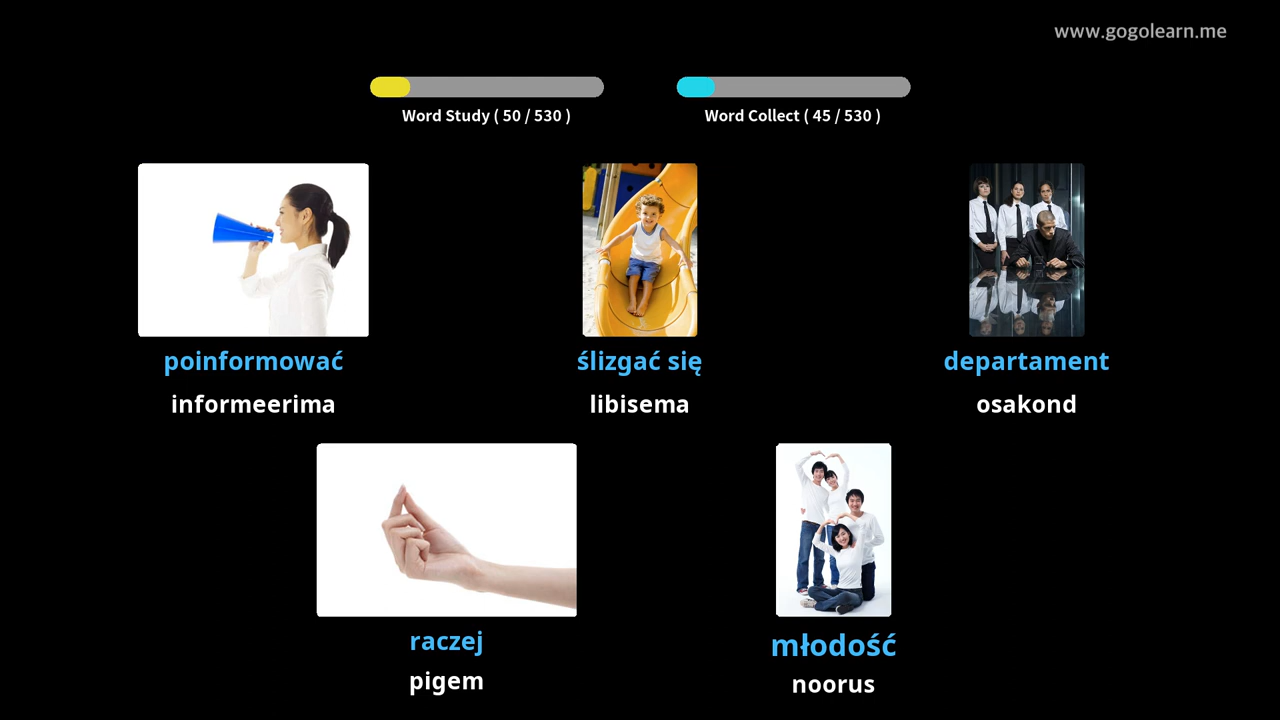 www.gogolearn.me
Word Study ( 50 / 530 )
Word Collect ( 45 / 530 )
poinformować
informeerima
ślizgać się
libisema
departament
osakond
raczej
pigem
młodość
noorus